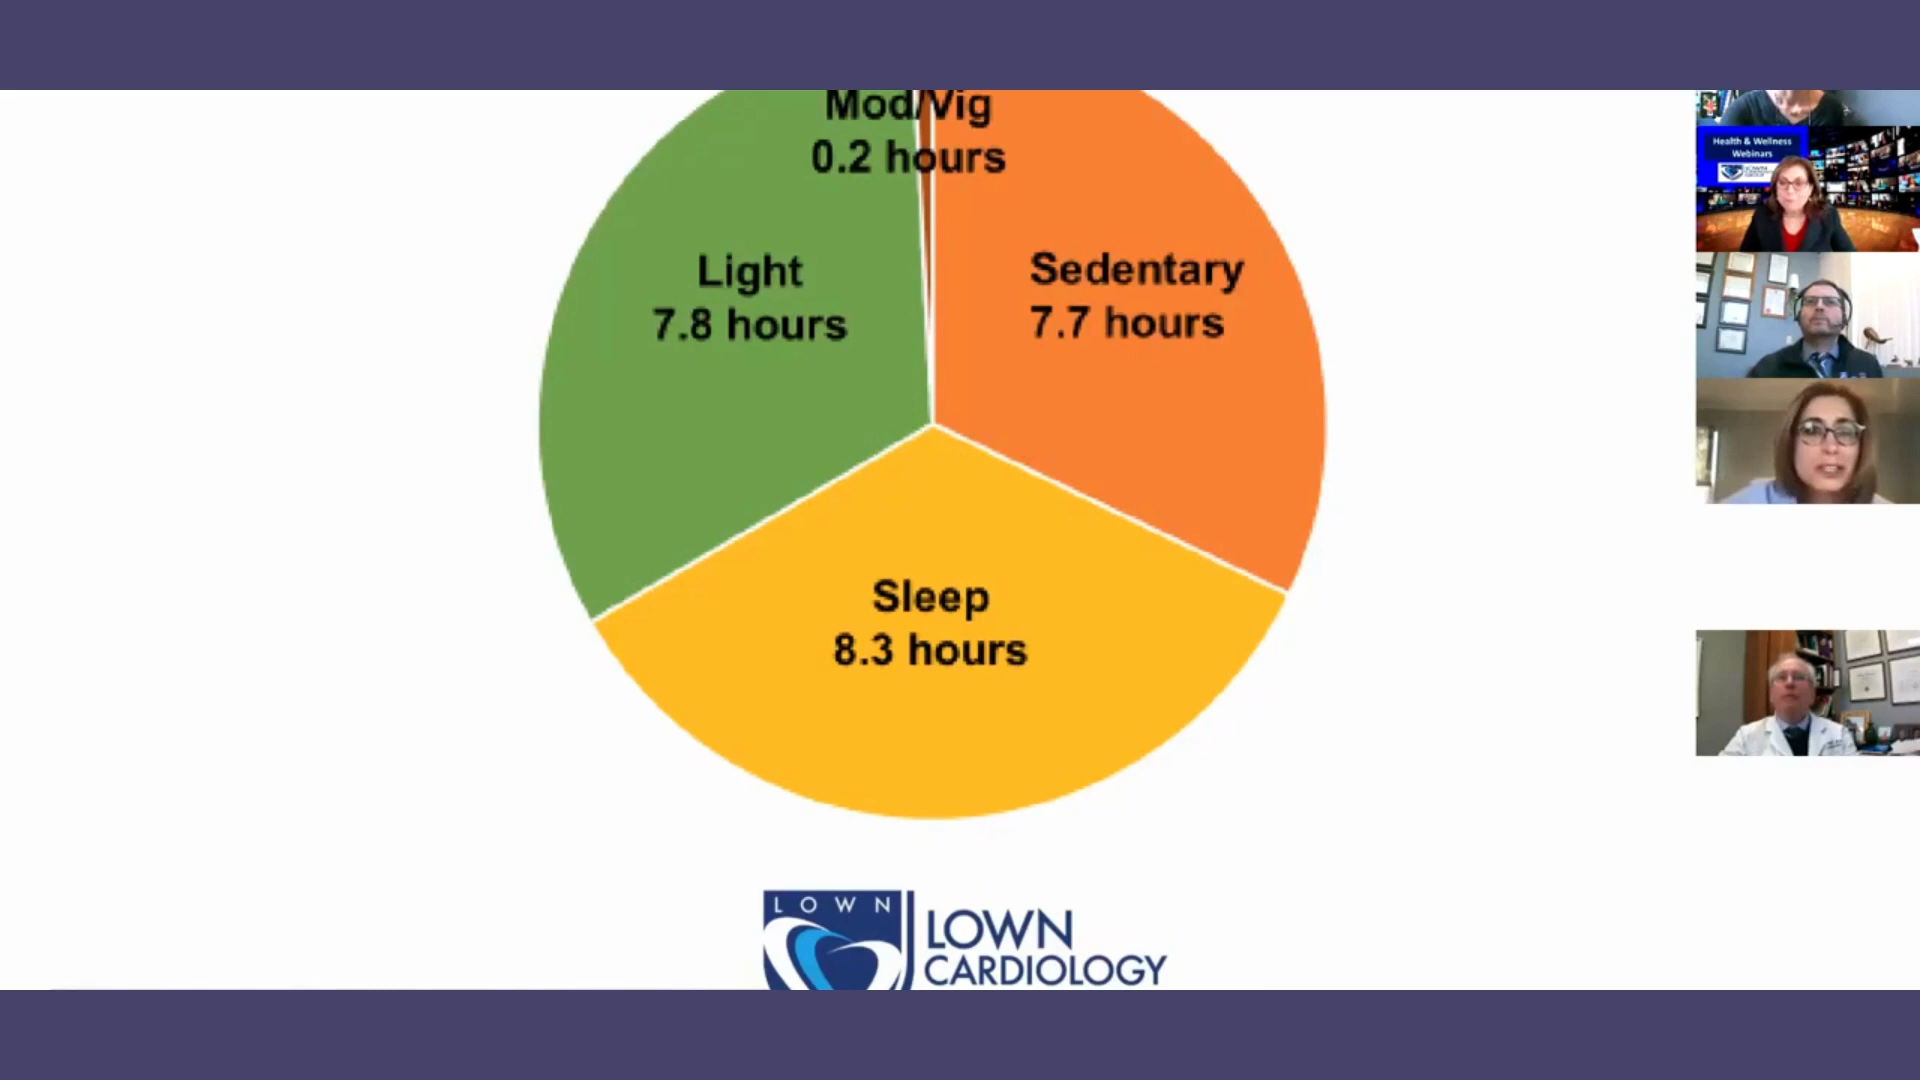 Mod/Vig
0.2 hours
Light
7.8 hours
Sedentary
7.7 hours
Sleep
8.3 hours
LOWN
LOWN
CARDIOLOGY
Health & Wellness
Webinars